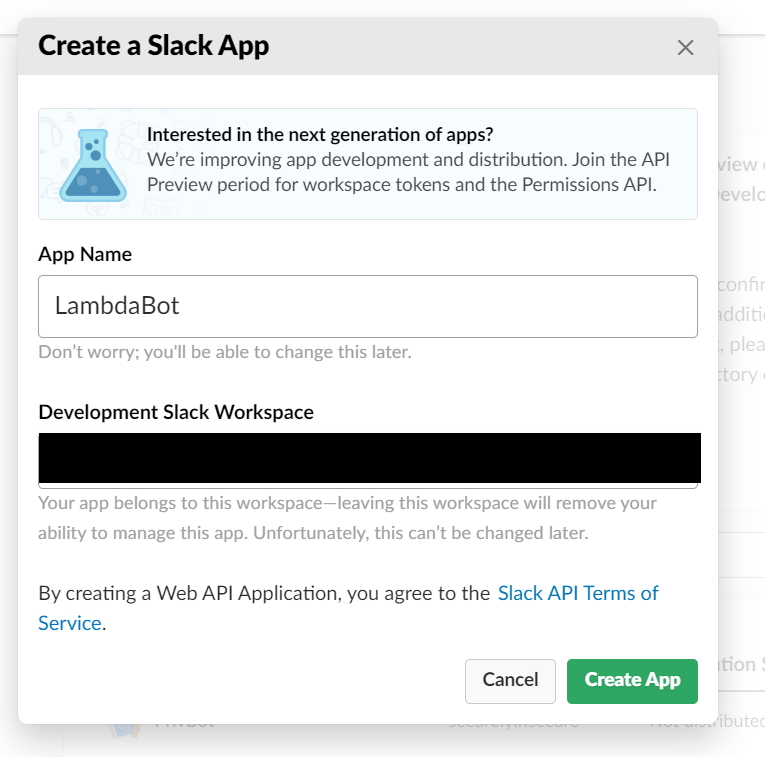 Create a Slack App
Interested in the next generation of apps?
We’re improving app development and distribution. Join the API
Preview period for workspace tokens and the Permissions API.
App Name
LambdaBot
Don’t worry; you'll be able to change this later.
Development Slack Workspace
Your app belongs to this workspace—leaving this workspace will remove your
ability to manage this app. Unfortunately, this can’t be changed later.
By creating a Web API Application, you agree to the Slack API Terms of
Service.
Cancel
Create App